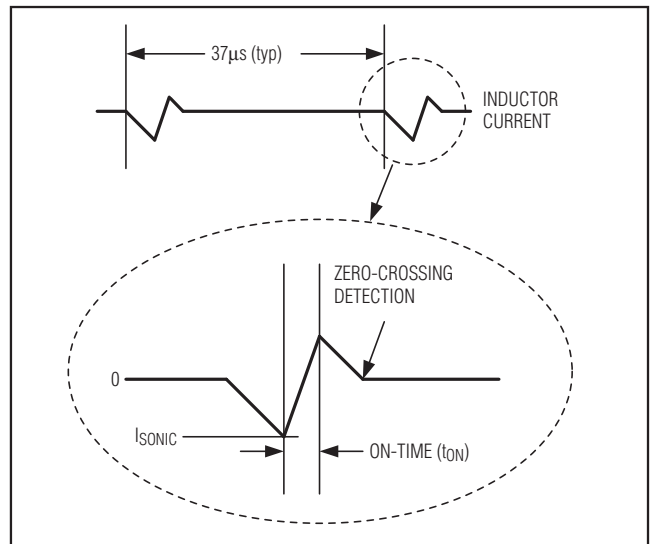 37μs (typ)
INDUCTOR
CURRENT
ZERO-CROSSING
DETECTION
0
ISONIC
ON-TIME (tON)